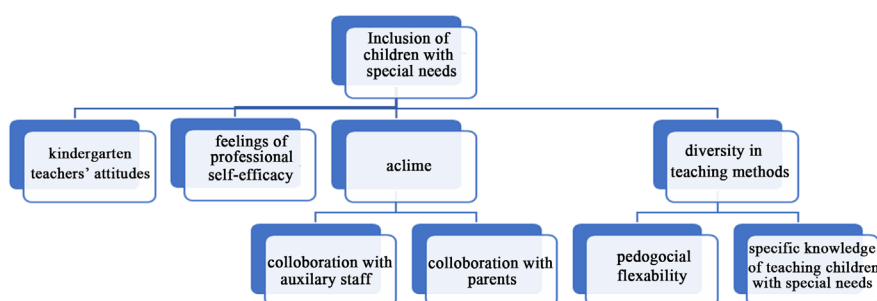 Inclusion of
children with
special needs
kindergarten
teachers' attitudes
feelings of
professional
self-efficacy
aclime
diversity in
teaching methods
colloboration with
auxilary staff
colloboration with
parents
pedogocial
flexability
specific knowledge
of teaching children
with special needs